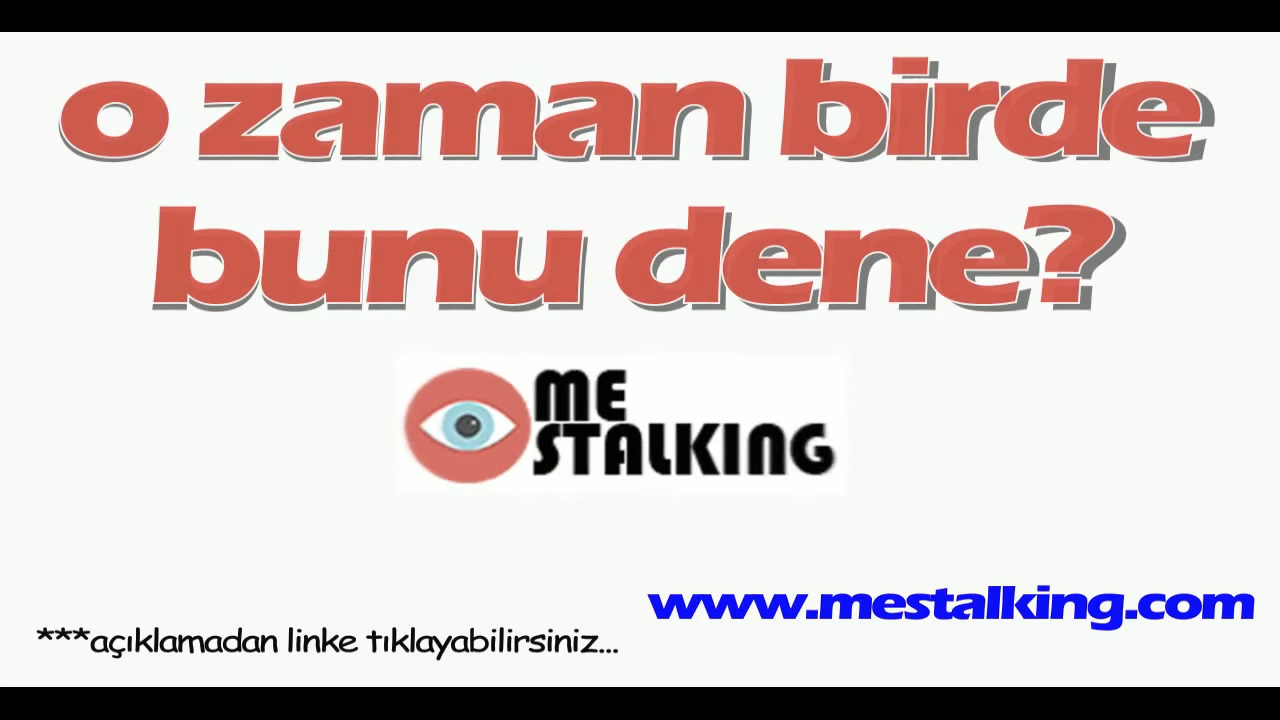 o zaman birde
bunu dene?
ME
STALKING
www.mestalking.com
***açıklamadan linke tıklayabilirsiniz...